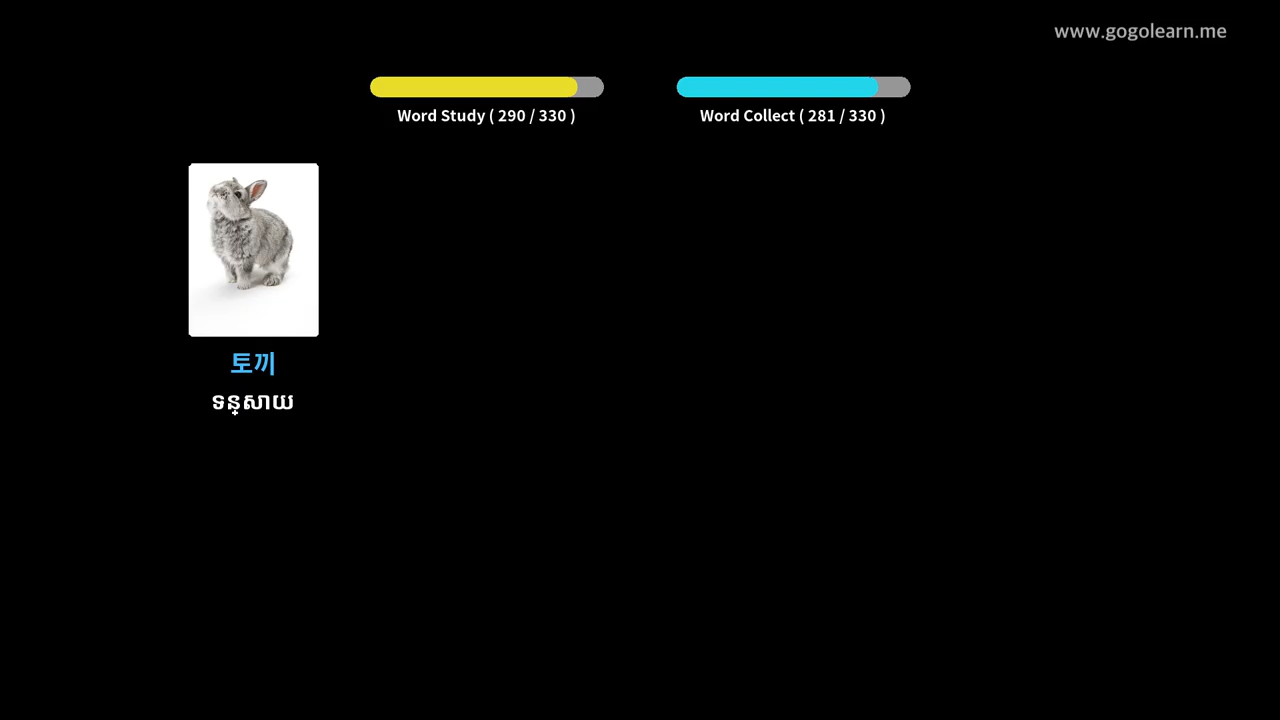 www.gogolearn.me
Word Study ( 290 / 330 )
Word Collect ( 281 / 330 )
토끼
ទន្សាយ